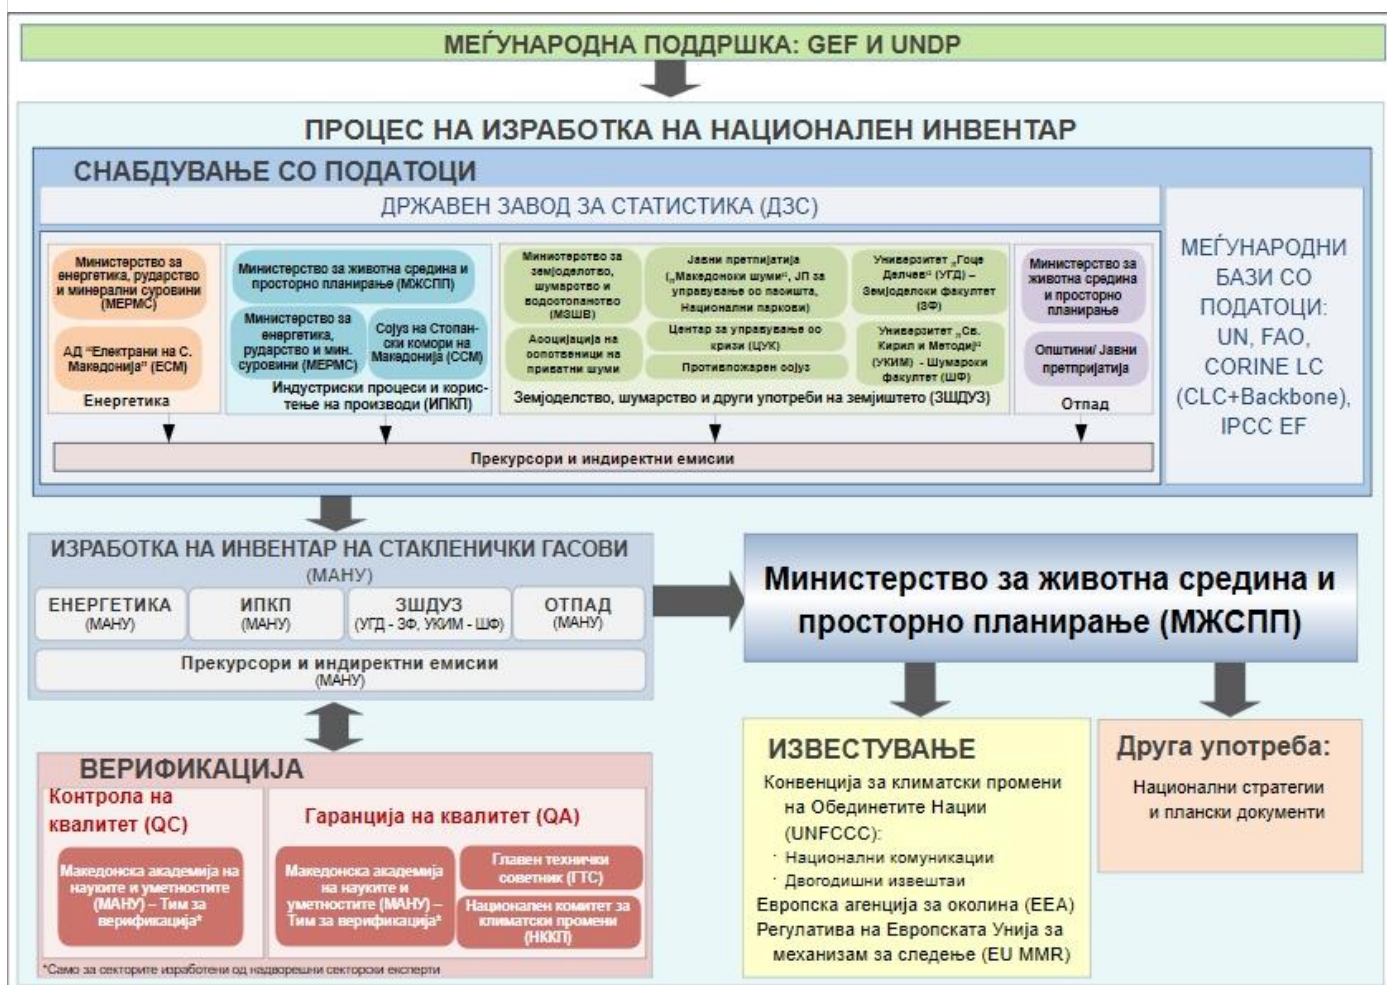 МЕЃУНАРОДНА ПОДДРШКА: GEF И UNDP
ПРОЦЕС НА ИЗРАБОТКА НА НАЦИОНАЛЕН ИНВЕНТАР
СНАБДУВАЊЕ СО ПОДАТОЦИ
ДРЖАВЕН ЗАВОД ЗА СТАТИСТИКА (ДЗС)
Министерство за
енергетика, рударство
и минерални суровини
(МЕРМС)
АД "Електрани на С.
Македонија" (ЕСМ)
Енергетика
Министерство за животна средина и
просторно планирање (МЖСПП)
Министерство за
енергетика,
рударство и мин.
суровини (МЕРМС)
Сојуз на Стопан-
ски комори на
Македонија (ССМ)
Индустриски процеси и корис-
тење на производи (ИПКП)
Министерство за
земјоделство,
шумарство и
водостопанство
(МЗШВ)
Асоцијација на
сопственици на
приватни шуми
Јавни претпијатија
(„Македонски шуми“, ЈП за
управување со пасишта,
Национални паркови)
Центар за управување со
кризи (ЦУК)
Противпожарен сојуз
Универзитет „Гоце
Делчев“ (УГД) –
Земјоделски факултет
(ЗФ)
Универзитет „Св.
Кирил и Методиј“
(УКИМ) - Шумарски
факултет (ШФ)
Земјоделство, шумарство и други употреби на земјиштето (ЗШДУЗ)
Министерство за
животна средина
и просторно
планирање
Општини/ Јавни
претпријатија
Отпад
Прекурсори и индиректни емисии
МЕЃУНАРОДНИ
БАЗИ СО
ПОДАТОЦИ:
UN, FAO,
CORINE LC
(CLC+Backbone),
IPCC EF
ИЗРАБОТКА НА ИНВЕНТАР НА СТАКЛЕНИЧКИ ГАСОВИ
(МАНУ)
ЕНЕРГЕТИКА
(МАНУ)
ИПКП
(МАНУ)
ЗШДУЗ
(УГД - ЗФ, УКИМ - ШФ)
ОТПАД
(МАНУ)
Прекурсори и индиректни емисии
(МАНУ)
Министерство за животна средина и
просторно планирање (МЖСПП)
ВЕРИФИКАЦИЈА
Контрола на
квалитет (QC)
Македонска академија на
науките и уметностите
(МАНУ) – Тим за
верификација*
Гаранција на квалитет (QA)
Македонска академија
на науките и
уметностите (МАНУ) –
Тим за верификација*
Главен технички
советник (ГТС)
Национален комитет за
климатски промени
(НККП)
*Само за секторите изработени од надворешни секторски експерти
ИЗВЕСТУВАЊЕ
Конвенција за климатски промени
на Обединетите Нации
(UNFCCC):
· Национални комуникации
· Двогодишни извештаи
Европска агенција за околина (EEA)
Регулатива на Европската Унија за
механизам за следење (EU MMR)
Друга употреба:
Национални стратегии
и плански документи